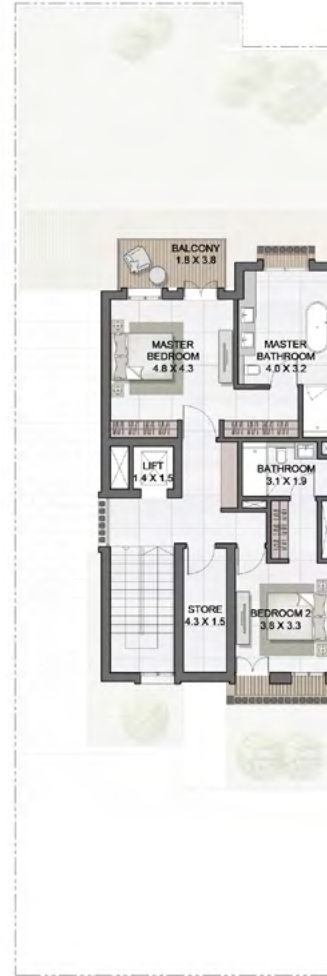 BALCONY
1.8 X 3.8
MASTER
BEDROOM
4.8 X 4.3
MASTER
BATHROOM
4.0 X 3.2
LIFT
1.4 X 1.5
BATHROOM
3.1 X 1.9
STORE
4.3 X 1.5
BEDROOM 2
3.8 X 3.3